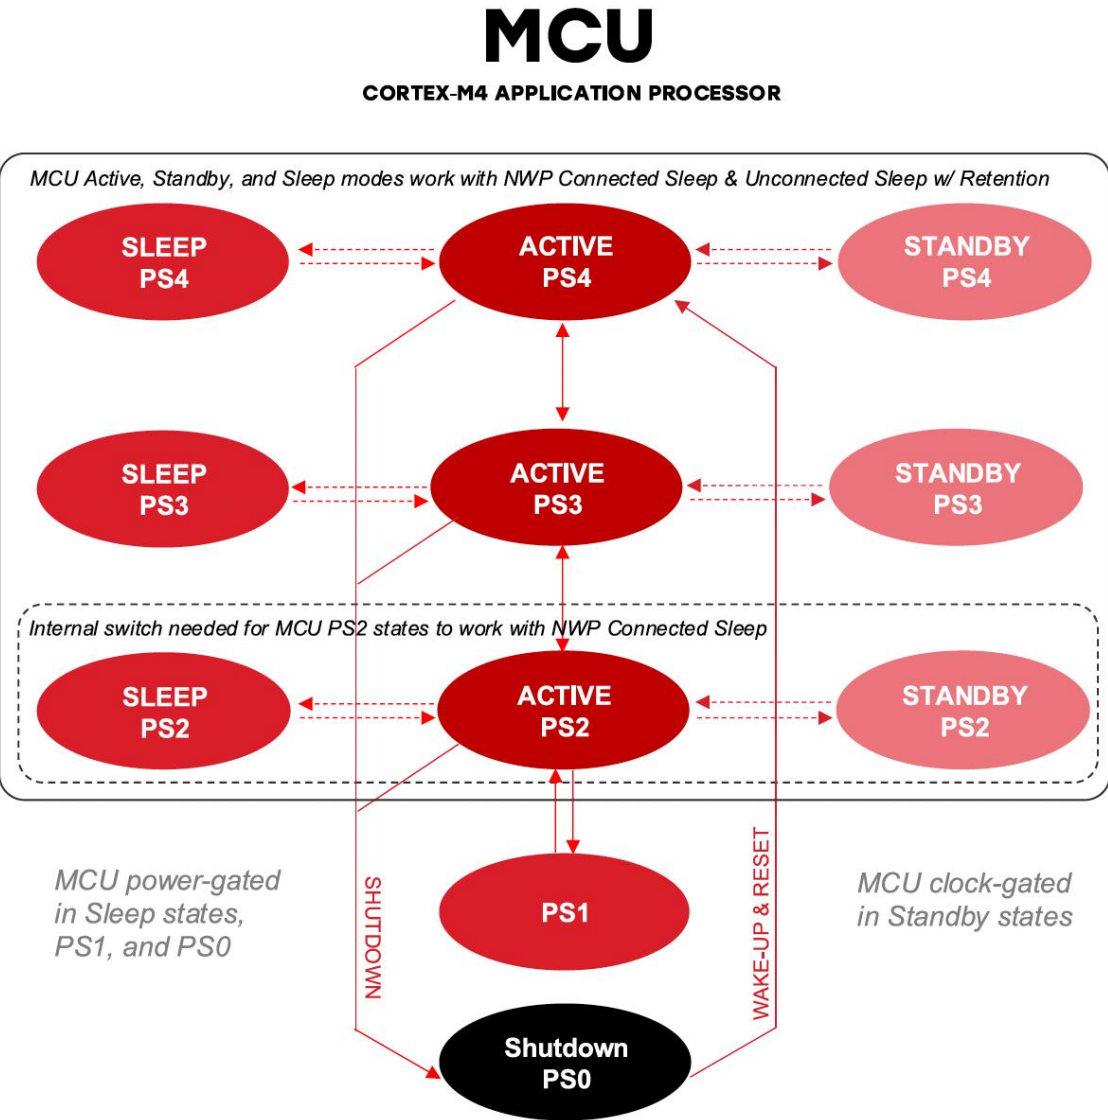 MCU
CORTEX-M4 APPLICATION PROCESSOR
MCU Active, Standby, and Sleep modes work with NWP Connected Sleep & Unconnected Sleep w/ Retention
SLEEP
PS4
ACTIVE
PS4
STANDBY
PS4
SLEEP
PS3
ACTIVE
PS3
STANDBY
PS3
Internal switch needed for MCU PS2 states to work with NWP Connected Sleep
SLEEP
PS2
ACTIVE
PS2
STANDBY
PS2
MCU power-gated
in Sleep states,
PS1, and PS0
SHUTDOWN
PS1
WAKE-UP & RESET
MCU clock-gated
in Standby states
Shutdown
PS0